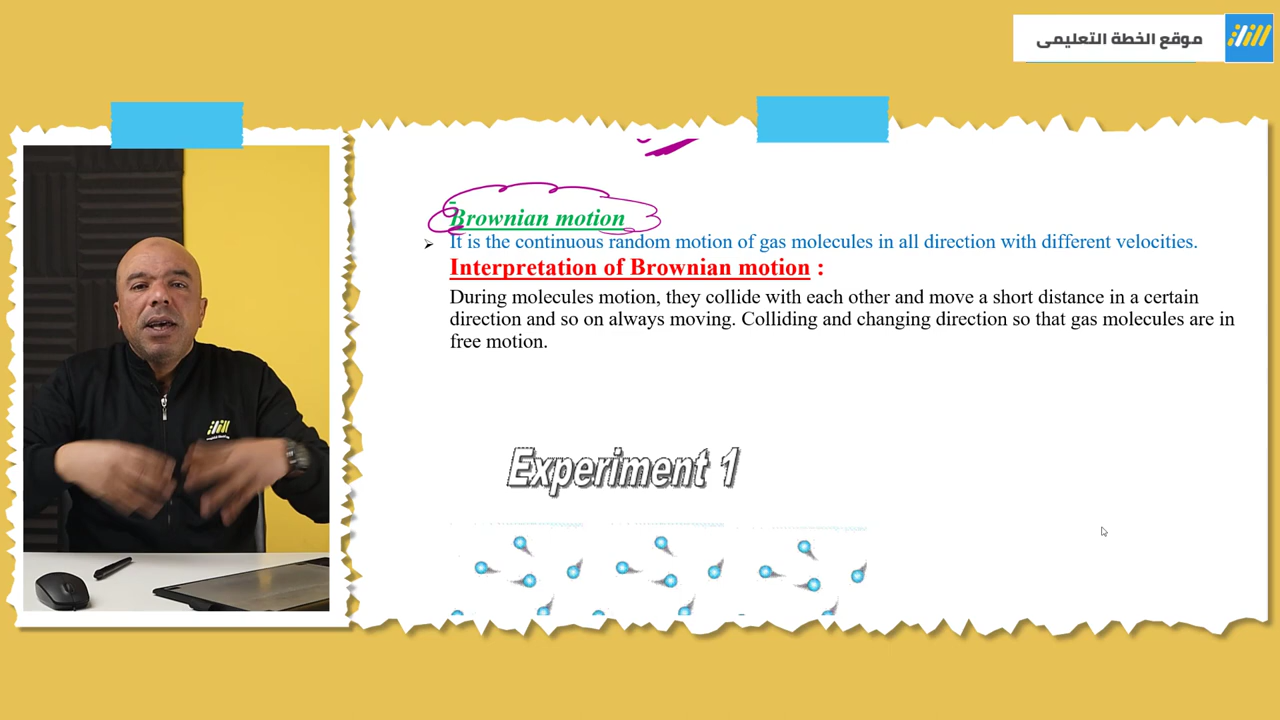 موقع الخطة التعليمى
Brownian motion
It is the continuous random motion of gas molecules in all direction with different velocities.
Interpretation of Brownian motion :
During molecules motion, they collide with each other and move a short distance in a certain
direction and so on always moving. Colliding and changing direction so that gas molecules are in
free motion.
Experiment 1